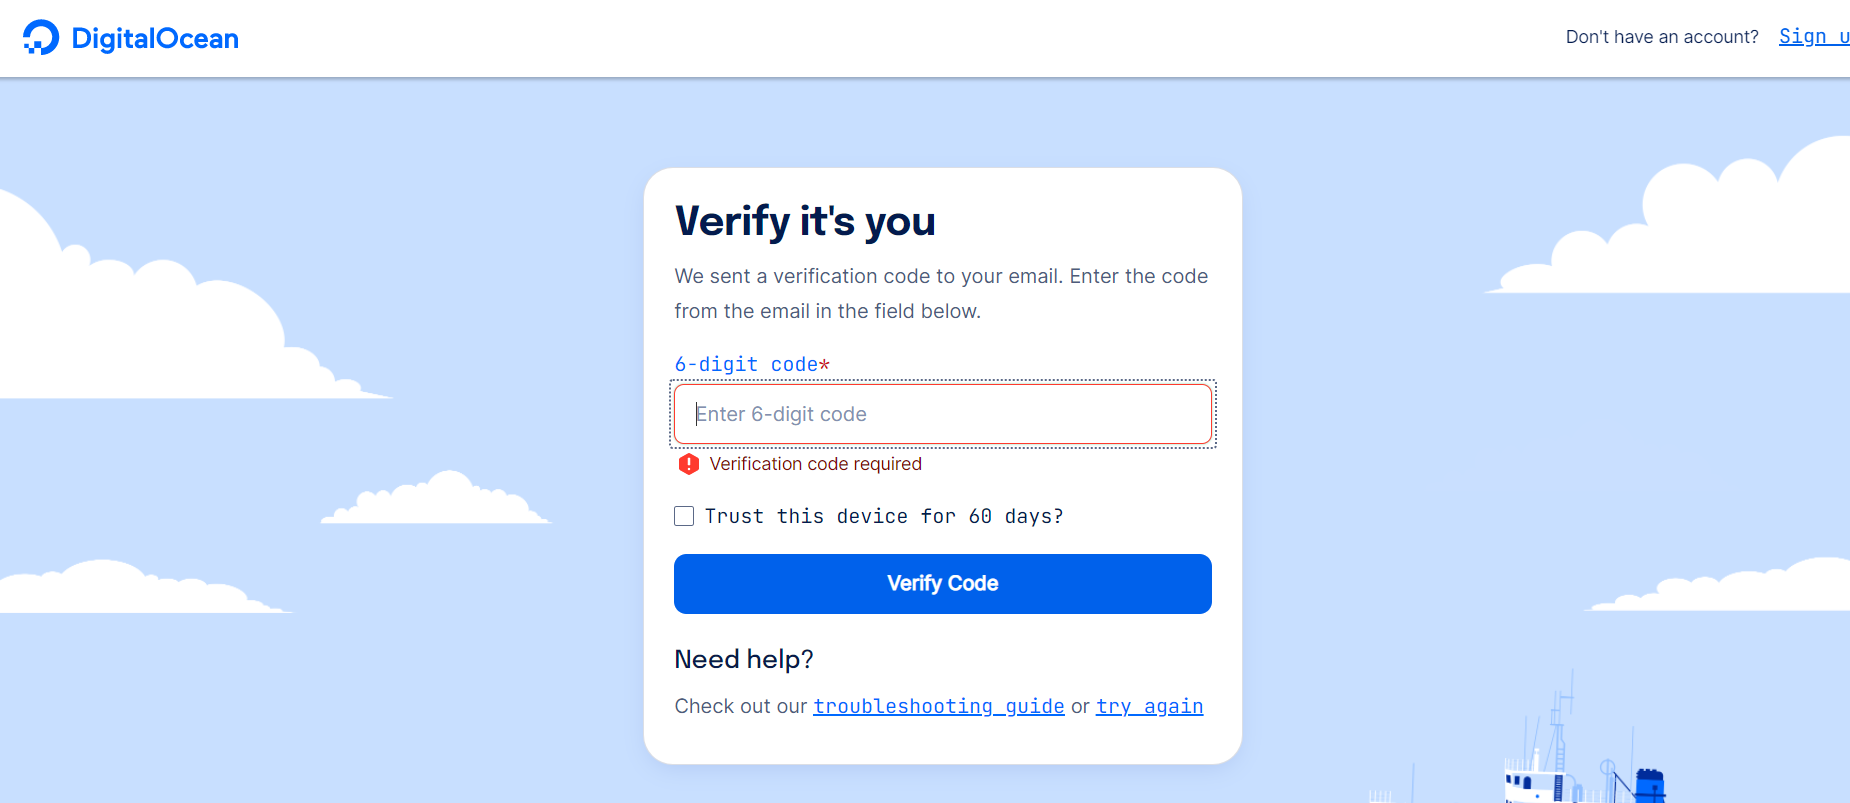 DigitalOcean
Don't have an account? Sign u
Verify it's you
We sent a verification code to your email. Enter the code
from the email in the field below.
6-digit code*
Enter 6-digit code
Verification code required
Trust this device for 60 days?
Verify Code
Need help?
Check out our troubleshooting guide or try again